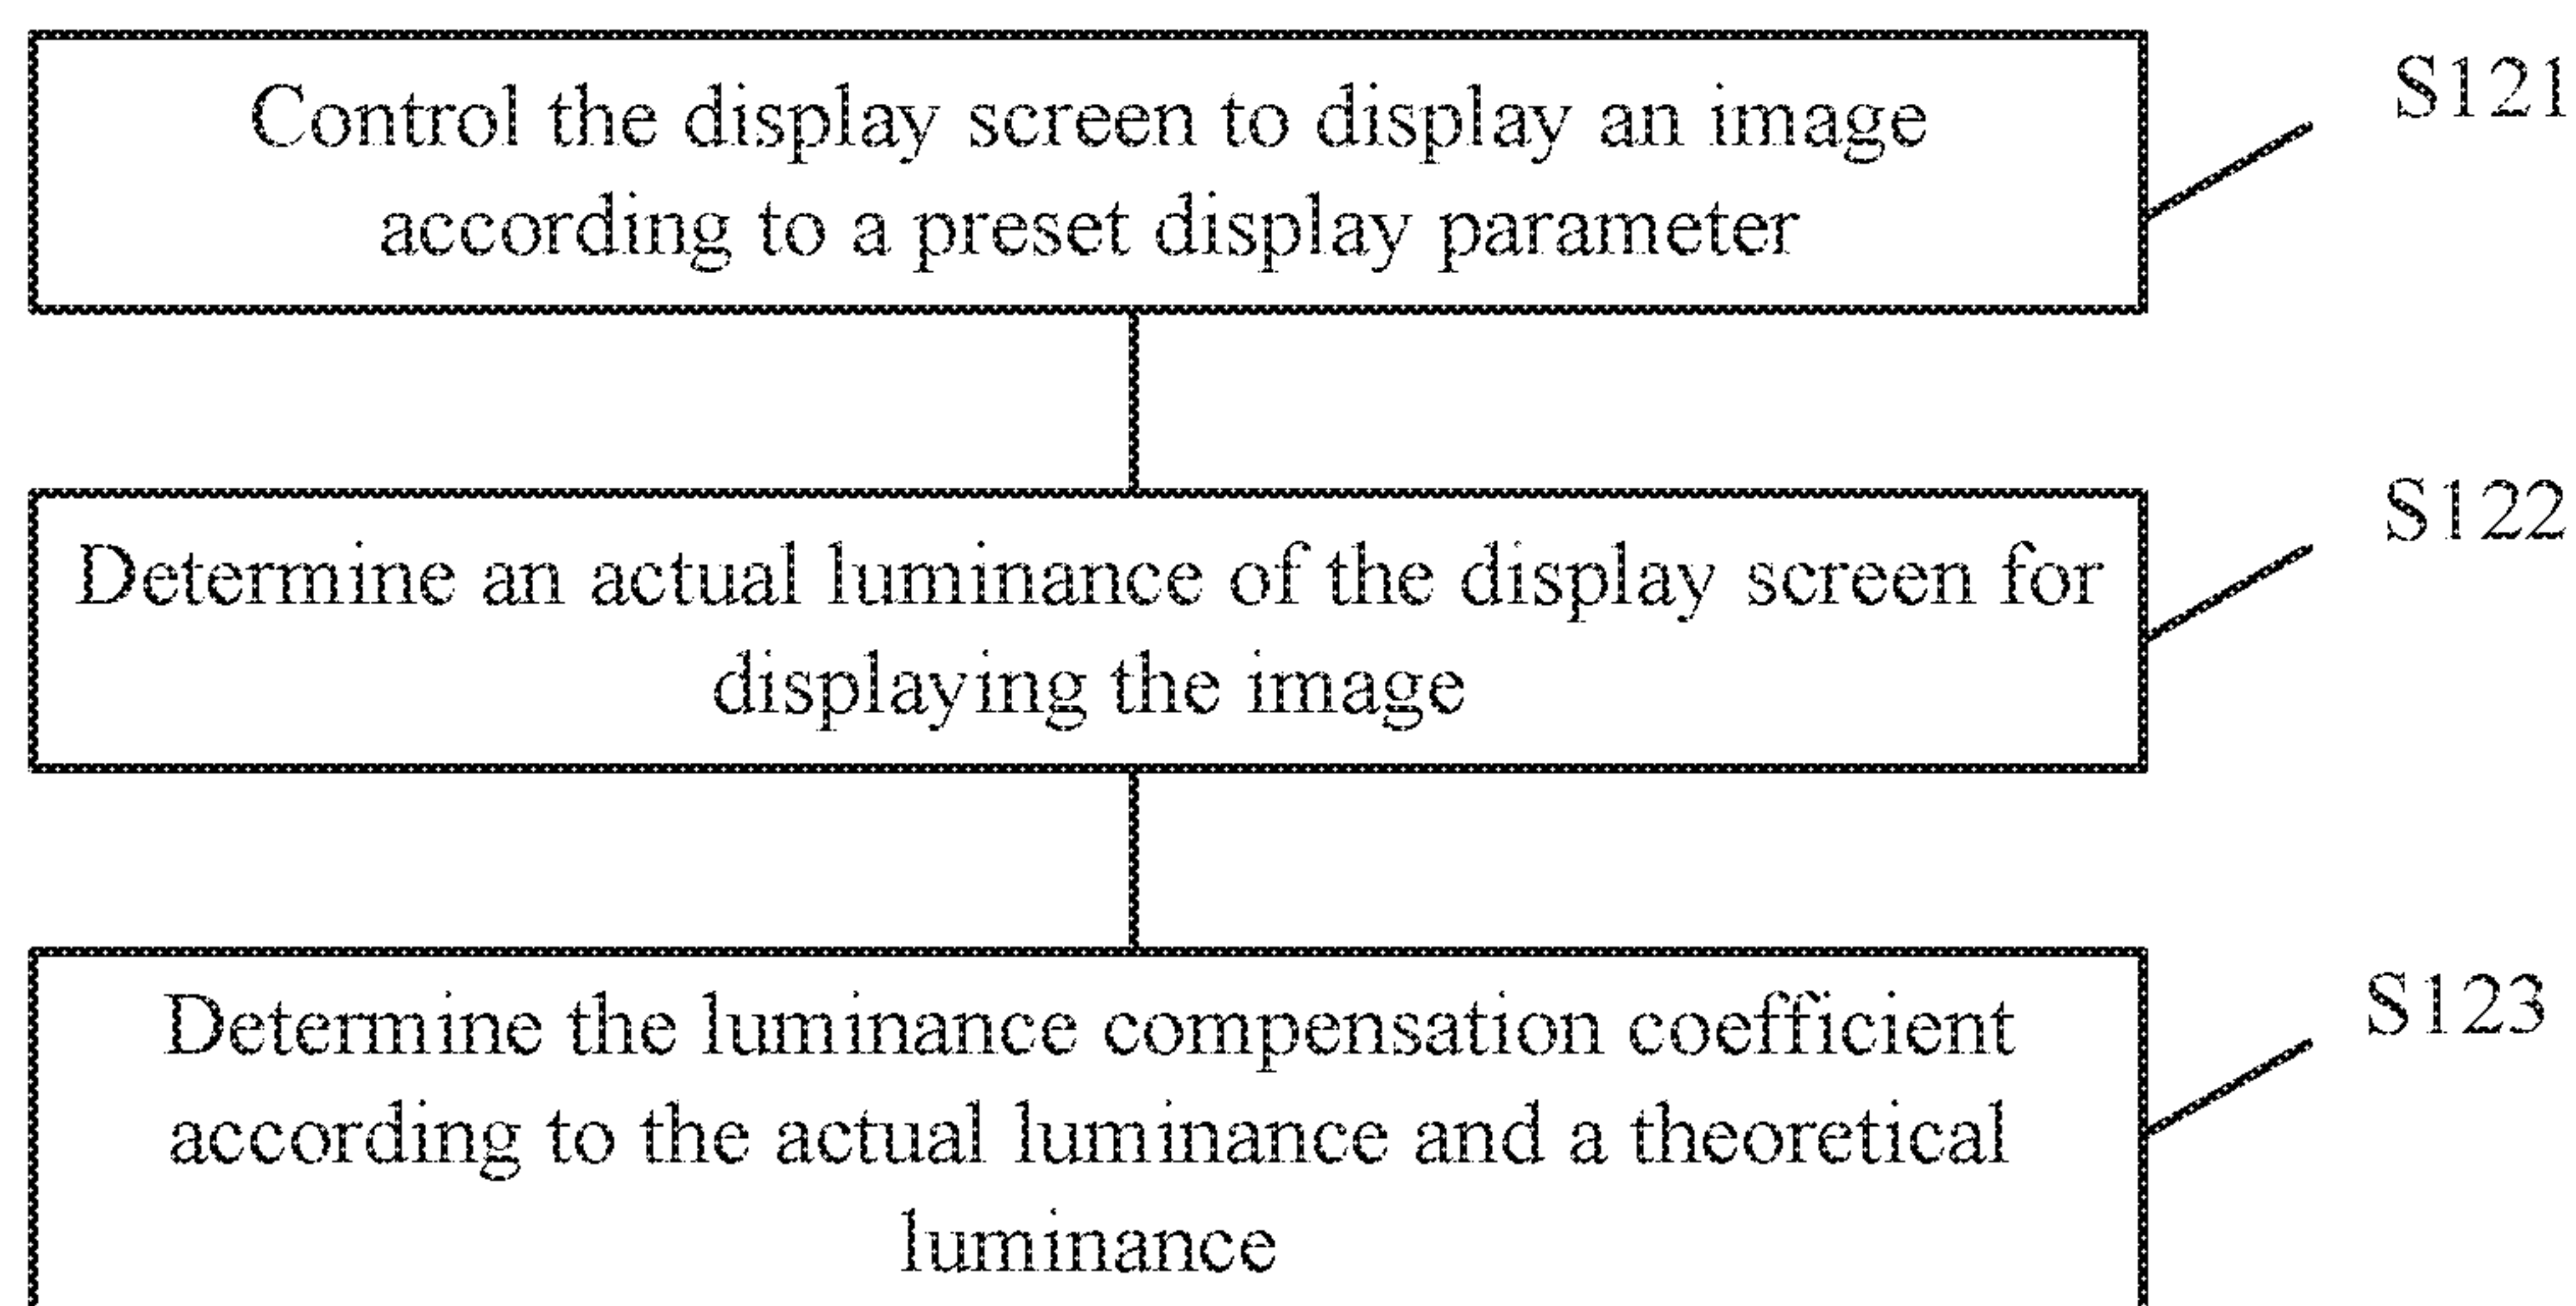 Control the display screen to display an image
according to a preset display parameter
S121
Determine an actual luminance of the display screen for
displaying the image
S122
Determine the luminance compensation coefficient
according to the actual luminance and a theoretical
luminance
S123